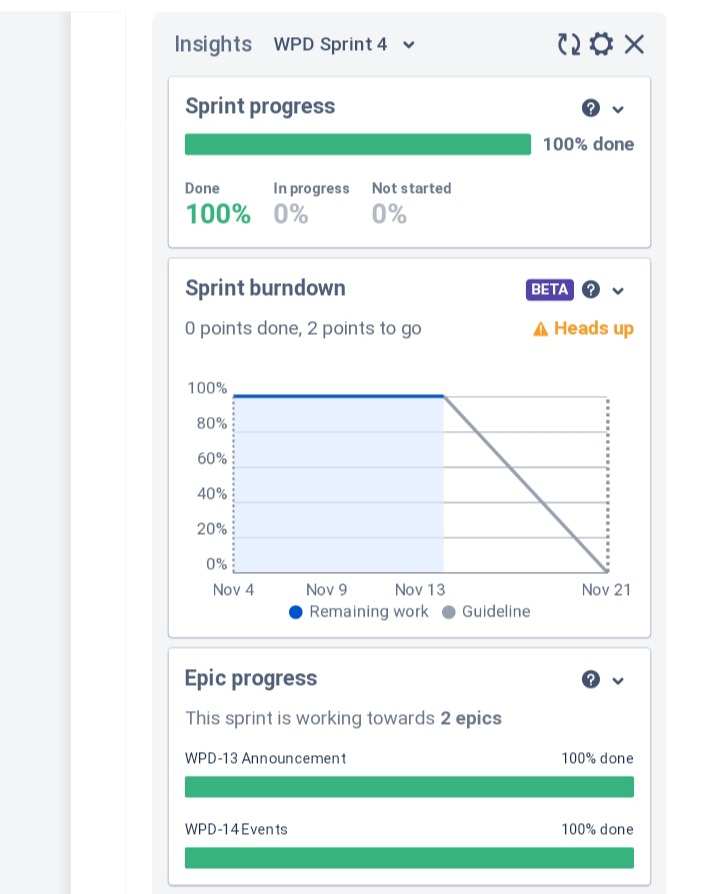 Insights WPD Sprint 4
Sprint progress
100% done
Done In progress Not started
100% 0% 0%
Sprint burndown BETA
0 points done, 2 points to go Heads up
100%
80%
60%
40%
20%
0%
Nov 4 Nov 9 Nov 13 Nov 21
Remaining work Guideline
Epic progress
This sprint is working towards 2 epics
WPD-13 Announcement 100% done
WPD-14 Events 100% done